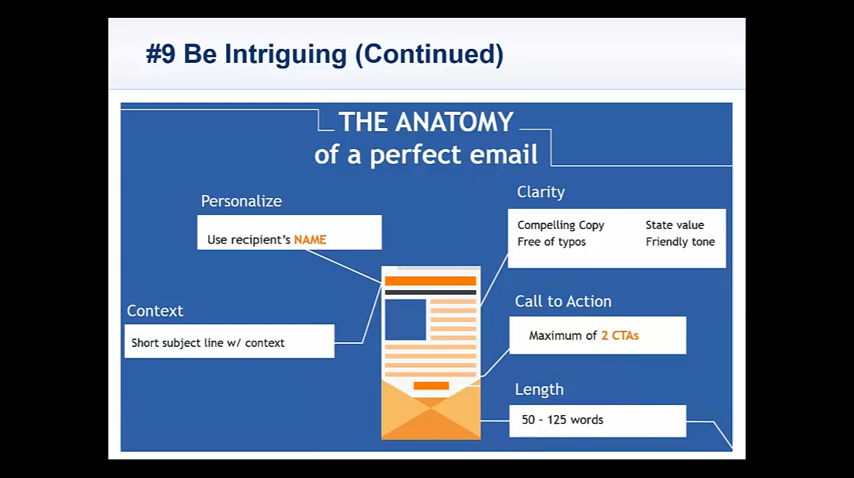 #9 Be Intriguing (Continued)
THE ANATOMY
of a perfect email
Personalize
Use recipient's NAME
Context
Short subject line w/ context
Clarity
Compelling Copy State value
Free of typos Friendly tone
Call to Action
Maximum of 2 CTAs
Length
50 - 125 words